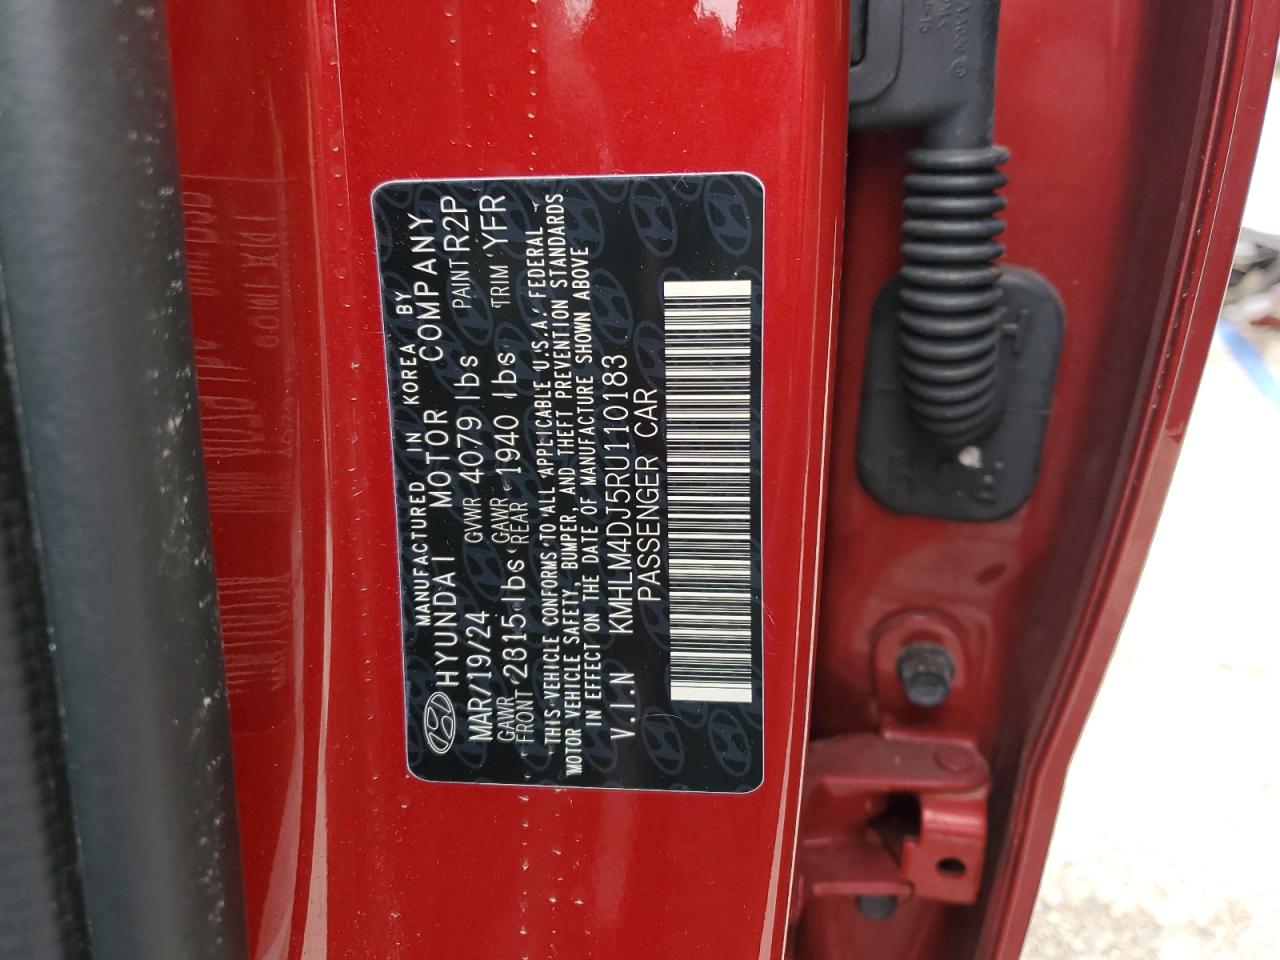 MANUFACTURED IN KOREA BY
HYUNDAI MOTOR COMPANY
MAR/19/24 GVWR 4079 lbs PAINT R2P
GAWR FRONT 2315 lbs GAWR REAR 1940 lbs TRIM YFR
THIS VEHICLE CONFORMS TO ALL APPLICABLE U.S.A. FEDERAL
MOTOR VEHICLE SAFETY, BUMPER, AND THEFT PREVENTION STANDARDS
IN EFFECT ON THE DATE OF MANUFACTURE SHOWN ABOVE
V.I.N KMHLM4DJ5RU110183
PASSENGER CAR